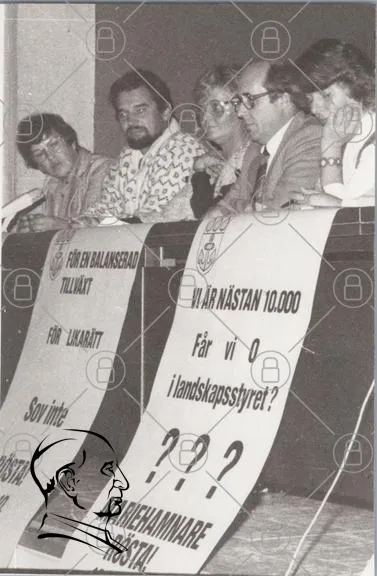 FÖR EN BALANSERAD
TILLVÄXT
FÖR LIKARÄTT
Sov inte
RÖSTA!
VI ÄR NÄSTAN 10.000
Får vi 0
i landskapsstyret?
? ? ?
MARIEHAMNARE
RÖSTA!